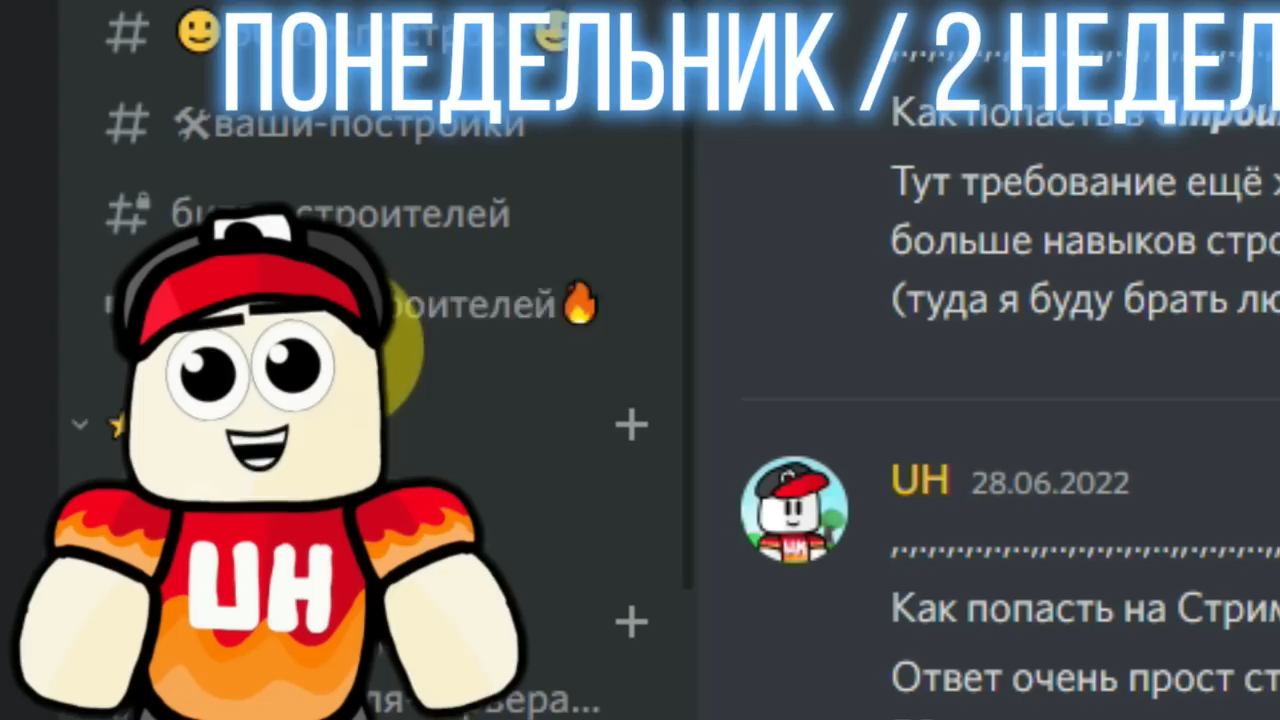 ПОНЕДЕЛЬНИК / 2 НЕДЕЛ
ваши-постройки
строителей
роителей
UH
Как попасть в
Тут требование ещё
больше навыков стро
(туда я буду брать
UH 28.06.2022
Как попасть на Стрим
Ответ очень прост ст